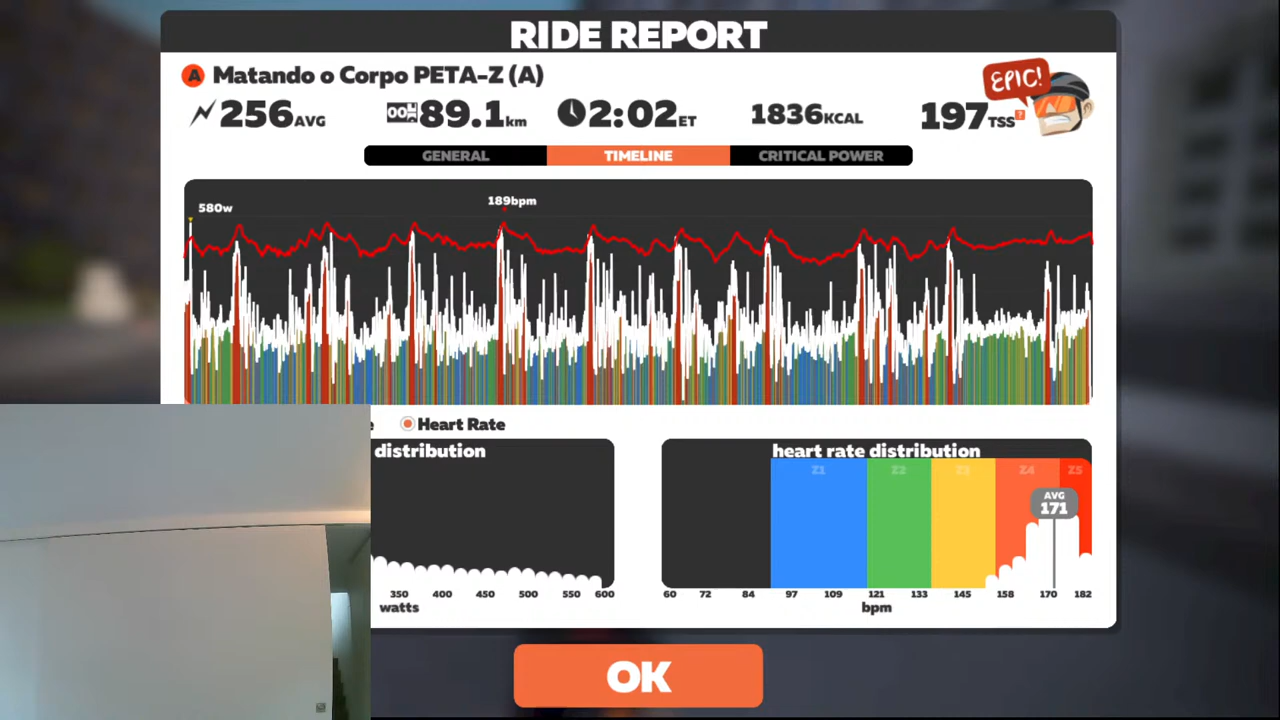 RIDE REPORT
A Matando o Corpo PETA-Z (A)
EPIC!
256AVG 89.1km 2:02ET 1836KCAL 197TSS ?
GENERAL TIMELINE CRITICAL POWER
580w 189bpm
Heart Rate
distribution
350 400 450 500 550 600
watts
heart rate distribution
Z1 Z2 Z3 Z4 Z5
AVG
171
60 72 84 97 109 121 133 145 158 170 182
bpm
OK